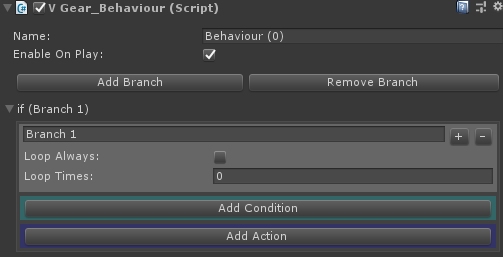 V Gear_Behaviour (Script)
Name: Behaviour (0)
Enable On Play:
Add Branch Remove Branch
if (Branch 1)
Branch 1 + -
Loop Always:
Loop Times: 0
Add Condition
Add Action